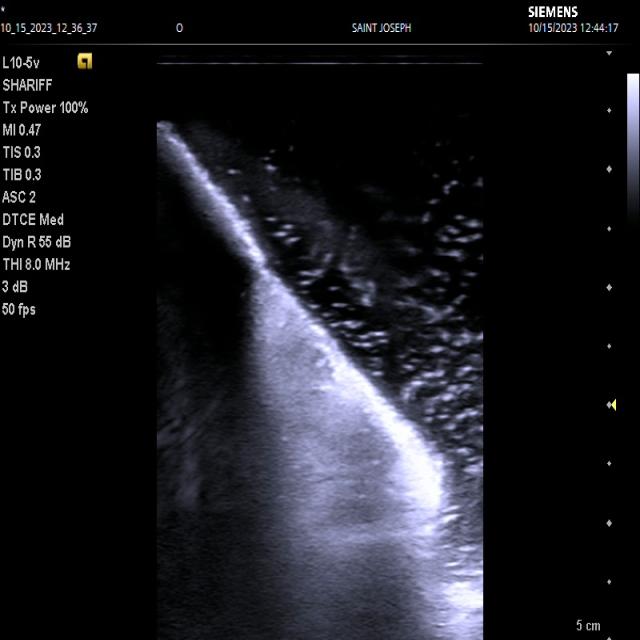 *
SIEMENS
10_15_2023_12_36_37 O SAINT JOSEPH 10/15/2023 12:44:17
L10-5v
SHARIFF
Tx Power 100%
MI 0.47
TIS 0.3
TIB 0.3
ASC 2
DTCE Med
Dyn R 55 dB
THI 8.0 MHz
3 dB
50 fps
5 cm